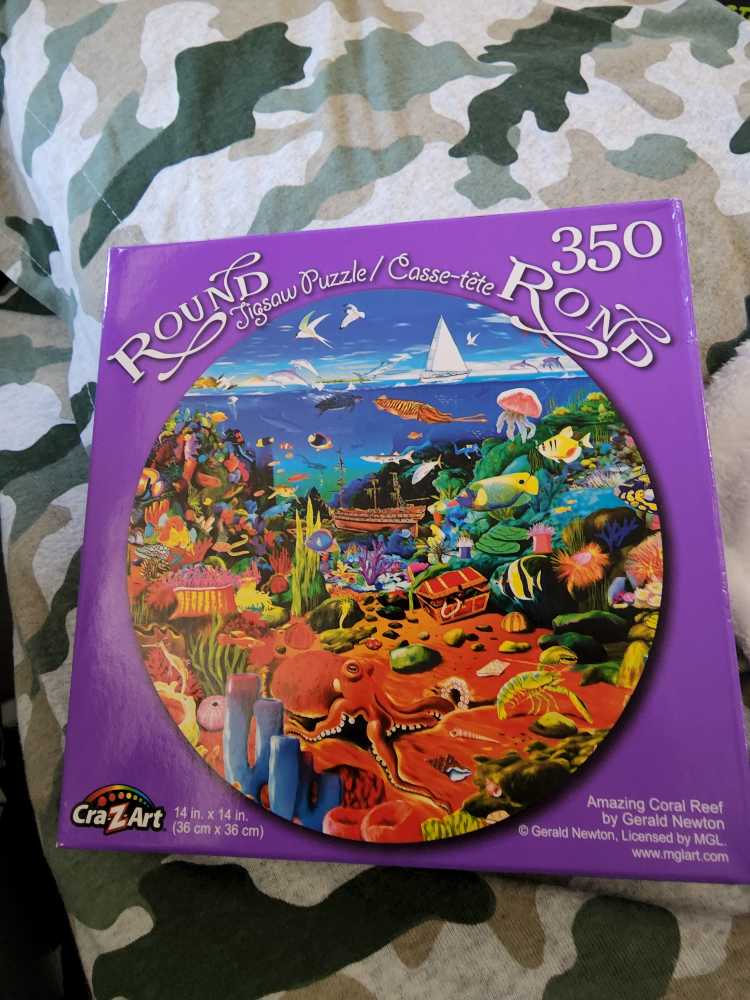 350
ROUND
Jigsaw Puzzle / Casse-tête
ROND
Cra-Z-Art
14 in. x 14 in.
(36 cm x 36 cm)
Amazing Coral Reef
by Gerald Newton
© Gerald Newton, Licensed by MGL.
www.mglart.com